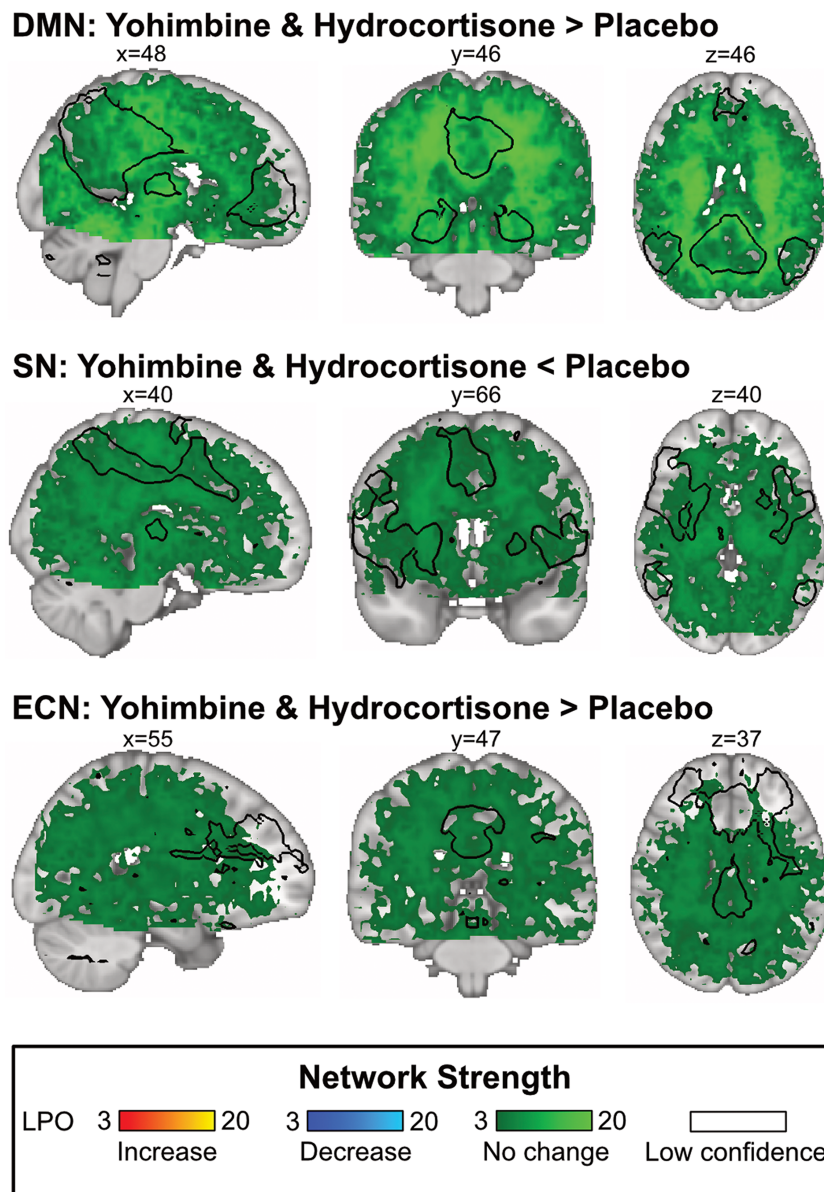 DMN: Yohimbine & Hydrocortisone > Placebo
x=48 y=46 z=46
SN: Yohimbine & Hydrocortisone < Placebo
x=40 y=66 z=40
ECN: Yohimbine & Hydrocortisone > Placebo
x=55 y=47 z=37
Network Strength
LPO 3 20 3 20 3 20
Increase Decrease No change Low confidence